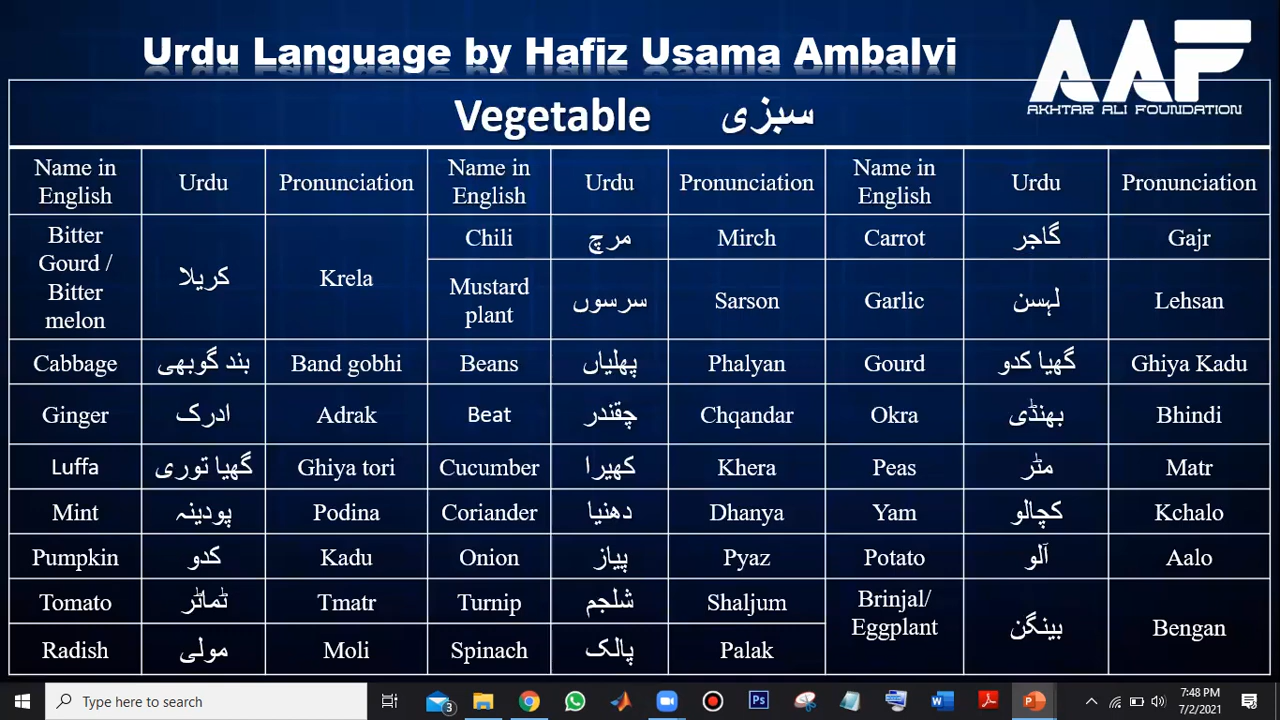 Urdu Language by Hafiz Usama Ambalvi
AAF
AKHTAR ALI FOUNDATION
Vegetable سبزی
Name in English Urdu Pronunciation Name in English Urdu Pronunciation Name in English Urdu Pronunciation
Bitter Gourd / Bitter melon کریلا Krela Chili مرچ Mirch Carrot گاجر Gajr
Mustard plant سرسوں Sarson Garlic لہسن Lehsan
Cabbage بند گوبھی Band gobhi Beans پھلیاں Phalyan Gourd گھیا کدو Ghiya Kadu
Ginger ادرک Adrak Beat چقندر Chqandar Okra بھنڈی Bhindi
Luffa گھیا توری Ghiya tori Cucumber کھیرا Khera Peas مٹر Matr
Mint پودینہ Podina Coriander دھنیا Dhanya Yam کچالو Kchalo
Pumpkin کدو Kadu Onion پیاز Pyaz Potato آلو Aalo
Tomato ٹماٹر Tmatr Turnip شلجم Shaljum Brinjal/ Eggplant بینگن Bengan
Radish مولی Moli Spinach پالک Palak
Type here to search
3
Ps
7:48 PM
7/2/2021